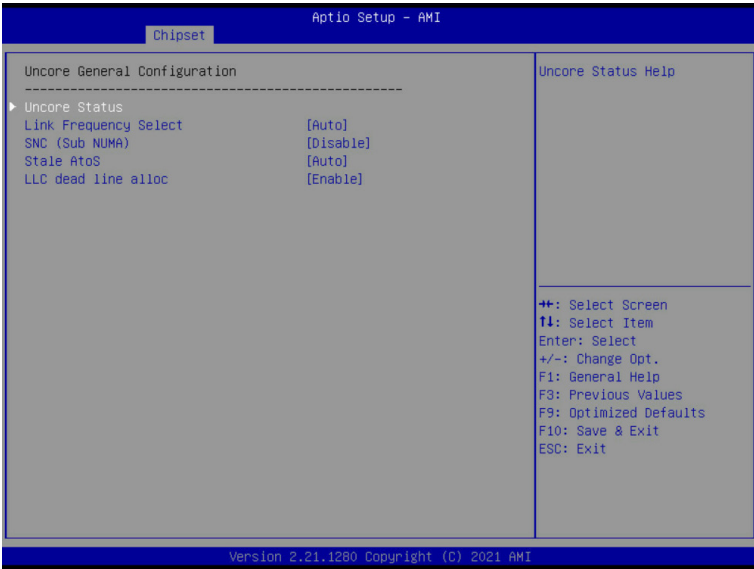 Aptio Setup – AMI
Chipset
Uncore General Configuration
--------------------------------------------------
Uncore Status
Link Frequency Select [Auto]
SNC (Sub NUMA) [Disable]
Stale AtoS [Auto]
LLC dead line alloc [Enable]
Uncore Status Help
→←: Select Screen
↑↓: Select Item
Enter: Select
+/-: Change Opt.
F1: General Help
F3: Previous Values
F9: Optimized Defaults
F10: Save & Exit
ESC: Exit
Version 2.21.1280 Copyright (C) 2021 AMI